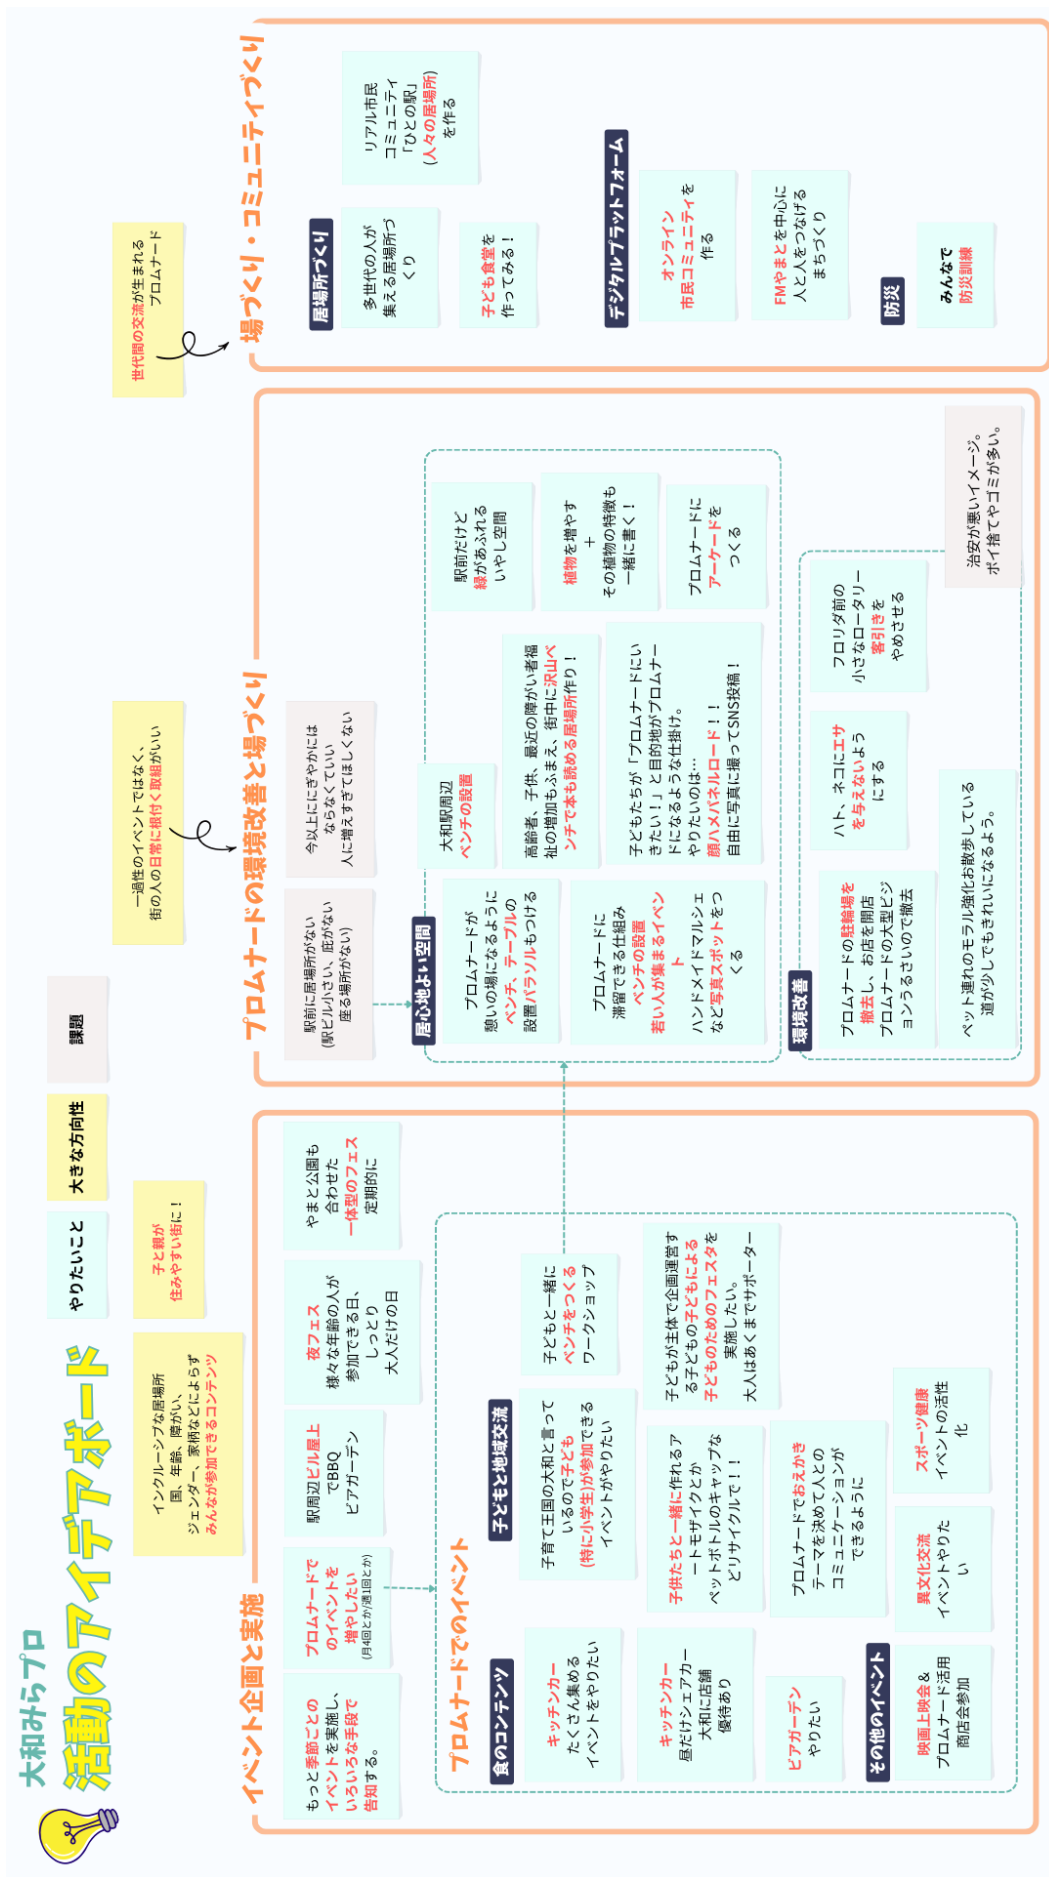 大和みらプロ
活動のアイデアボード
やりたいこと
大きな方向性
課題
インクルーシブな居場所
国、年齢、障がい、
ジェンダー、家柄などによらず
みんなが参加できるコンテンツ
子と親が
住みやすい街に！
一過性のイベントではなく、
街の人の日常に根付く取組がいい
世代間の交流が生まれる
プロムナード
イベント企画と実施
もっと季節ごとの
イベントを実施し、
いろいろな手段で
告知する。
プロムナードで
のイベントを
増やしたい
(月4回とか/週1回とか)
駅周辺ビル屋上
でBBQ
ビアガーデン
夜フェス
様々な年齢の人が
参加できる日、
しっとり
大人だけの日
やまと公園も
合わせた
一体型のフェス
定期的に
プロムナードでのイベント
食のコンテンツ
キッチンカー
たくさん集める
イベントをやりたい
キッチンカー
昼だけシェアカー
大和に店舗
優待あり
ビアガーデン
やりたい
子どもと地域交流
子育て王国の大和と言って
いるので子ども
(特に小学生)が参加できる
イベントがやりたい
子どもと一緒に
ベンチをつくる
ワークショップ
子供たちと一緒に作れるア
ートモザイクとか
ペットボトルのキャップな
どリサイクルで！！
子どもが主体で企画運営す
る子どもの子どもによる
子どものためのフェスタを
実施したい。
大人はあくまでサポーター
プロムナードでおえかき
テーマを決めて人との
コミュニケーションが
できるように
その他のイベント
映画上映会＆
プロムナード活用
商店会参加
異文化交流
イベントやりた
い
スポーツ健康
イベントの活性
化
プロムナードの環境改善と場づくり
駅前に居場所がない
(駅ビル小さい、庇がない
座る場所がない)
今以上ににぎやかには
ならなくていい
人に増えすぎてほしくない
居心地よい空間
プロムナードが
憩いの場になるように
ベンチ、テーブルの
設置パラソルもつける
大和駅周辺
ベンチの設置
高齢者、子供、最近の障がい者福
祉の増加もふまえ、街中に沢山ベ
ンチで本も読める居場所作り！
駅前だけど
緑があふれる
いやし空間
植物を増やす
＋
その植物の特徴も
一緒に書く！
プロムナードに
滞留できる仕組み
ベンチの設置
若い人が集まるイベン
ト
ハンドメイドマルシェ
など写真スポットをつ
くる
子どもたちが「プロムナードにい
きたい！」と目的地がプロムナー
ドになるような仕掛け。
やりたいのは…
顔ハメパネルロード！！
自由に写真に撮ってSNS投稿！
プロムナードに
アーケードを
つくる
環境改善
プロムナードの駐輪場を
撤去し、お店を開店
プロムナードの大型ビジ
ョンうるさいので撤去
ハト、ネコにエサ
を与えないよう
にする
フロリダ前の
小さなロータリー
客引きを
やめさせる
ペット連れのモラル強化お散歩している
道が少しでもきれいになるよう。
治安が悪いイメージ。
ポイ捨てやゴミが多い。
場づくり・コミュニティづくり
居場所づくり
多世代の人が
集える居場所づ
くり
リアル市民
コミュニティ
「ひとの駅」
(人々の居場所)
を作る
子ども食堂を
作ってみる！
デジタルプラットフォーム
オンライン
市民コミュニティを
作る
FMやまとを中心に
人と人をつなげる
まちづくり
防災
みんなで
防災訓練